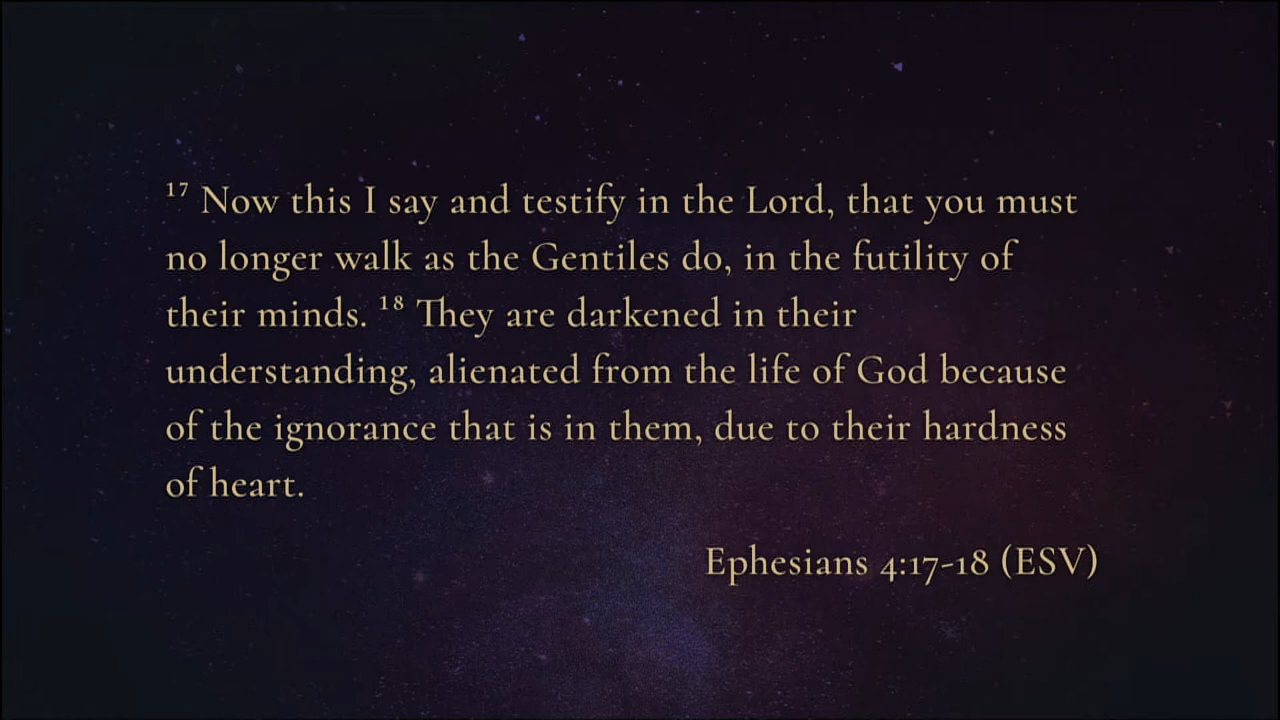 ¹⁷ Now this I say and testify in the Lord, that you must
no longer walk as the Gentiles do, in the futility of
their minds. ¹⁸ They are darkened in their
understanding, alienated from the life of God because
of the ignorance that is in them, due to their hardness
of heart.
Ephesians 4:17-18 (ESV)